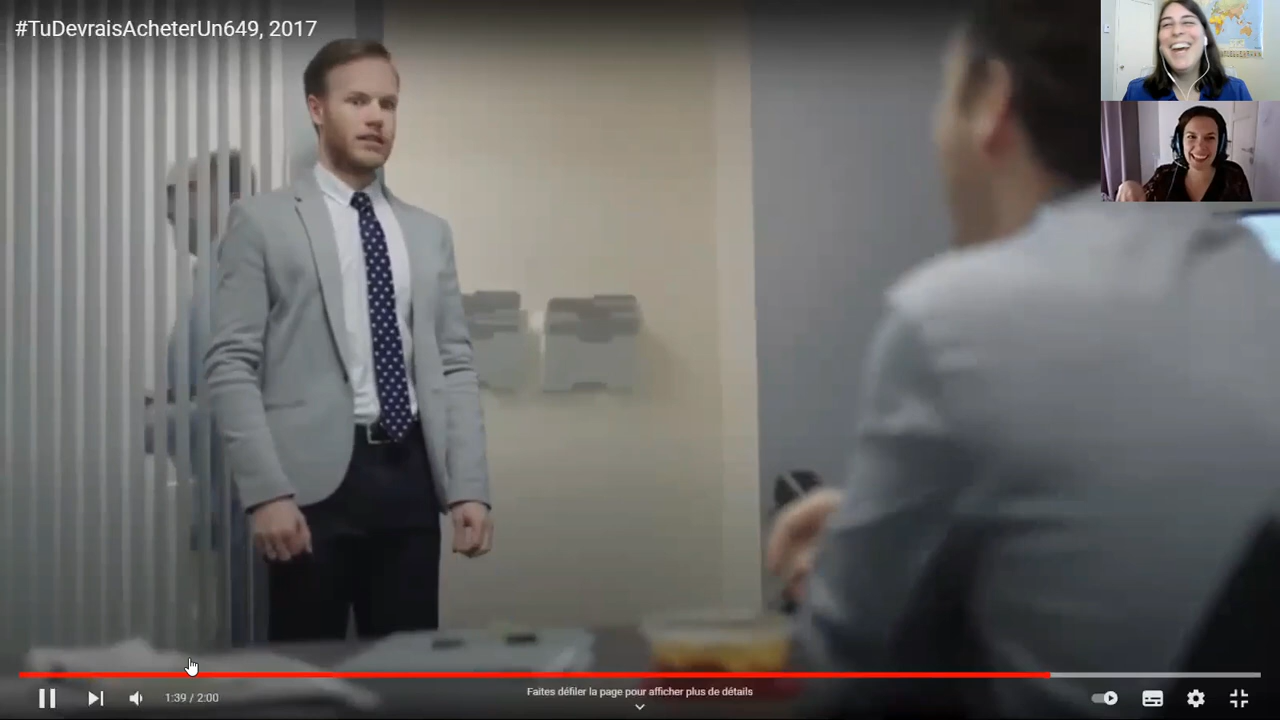 #TuDevraisAcheterUn649, 2017
1:39 / 2:00
Faites défiler la page pour afficher plus de détails